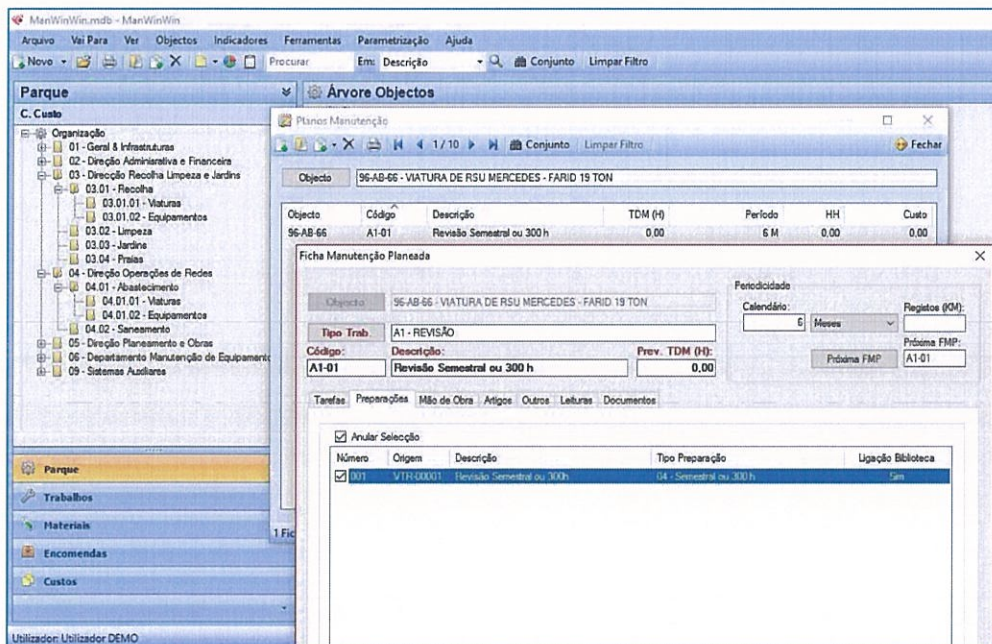 ManWinWin.mdb - ManWinWin
Arquivo Vai Para Ver Objectos Indicadores Ferramentas Parametrização Ajuda
Novo Procurar Em: Descrição Conjunto Limpar Filtro
Parque
Árvore Objectos
C. Custo
Organização
01 - Geral & Infrastruturas
02 - Direção Administrativa e Financeira
03 - Direcção Recolha Limpeza e Jardins
03.01 - Recolha
03.01.01 - Viaturas
03.01.02 - Equipamentos
03.02 - Limpeza
03.03 - Jardins
03.04 - Praias
04 - Direção Operações de Redes
04.01 - Abastecimento
04.01.01 - Viaturas
04.01.02 - Equipamentos
04.02 - Saneamento
05 - Direção Planeamento e Obras
06 - Departamento Manutenção de Equipamento
09 - Sistemas Auxiliares
Parque
Trabalhos
Materiais
Encomendas
Custos
Utilizador: Utilizador DEMO
Planos Manutenção
1 / 10 Conjunto Limpar Filtro Fechar
Objecto 96-AB-66 - VIATURA DE RSU MERCEDES - FARID 19 TON
Objecto Código Descrição TDM (H) Período HH Custo
96-AB-66 A1-01 Revisão Semestral ou 300 h 0,00 6 M 0,00 0,00
1 Fic
Ficha Manutenção Planeada
Objecto 96-AB-66 - VIATURA DE RSU MERCEDES - FARID 19 TON
Tipo Trab. A1 - REVISÃO
Código: Descrição: Prev. TDM (H):
A1-01 Revisão Semestral ou 300 h 0,00
Periodicidade
Calendário: Registos (KM):
6 Meses
Próxima FMP:
Próxima FMP A1-01
Tarefas Preparações Mão de Obra Artigos Outros Leituras Documentos
Anular Selecção
Número Origem Descrição Tipo Preparação Ligação Biblioteca
001 VTR-00001 Revisão Semestral ou 300h 04 - Semestral ou 300 h Sim